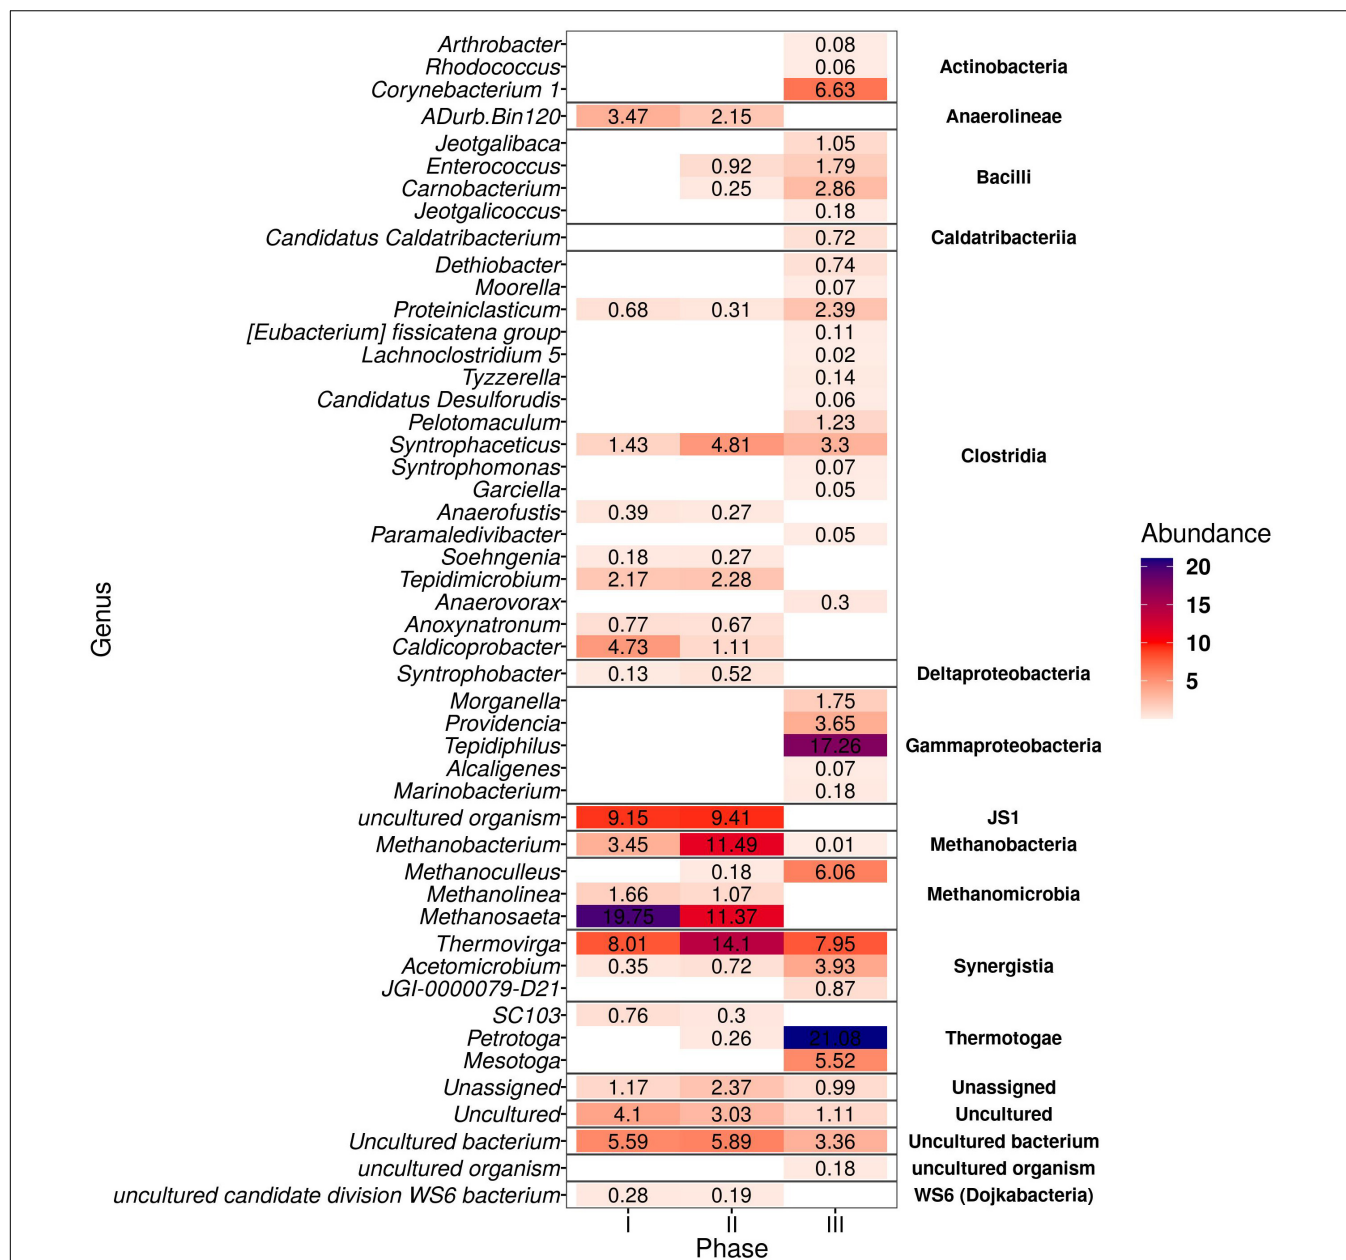 Arthrobacter 0.08
Rhodococcus 0.06 Actinobacteria
Corynebacterium 1 6.63
ADurb.Bin120 3.47 2.15 Anaerolineae
Jeotgalibaca 1.05
Enterococcus 0.92 1.79 Bacilli
Carnobacterium 0.25 2.86
Jeotgalicoccus 0.18
Candidatus Caldatribacterium 0.72 Caldatribacteriia
Dethiobacter 0.74
Moorella 0.07
Proteiniclasticum 0.68 0.31 2.39
[Eubacterium] fissicatena group 0.11
Lachnoclostridium 5 0.02
Tyzzerella 0.14
Candidatus Desulforudis 0.06
Pelotomaculum 1.23
Syntrophaceticus 1.43 4.81 3.3 Clostridia
Syntrophomonas 0.07
Garciella 0.05
Anaerofustis 0.39 0.27
Paramaledivibacter 0.05
Soehngenia 0.18 0.27
Tepidimicrobium 2.17 2.28
Anaerovorax 0.3
Anoxynatronum 0.77 0.67
Caldicoprobacter 4.73 1.11
Syntrophobacter 0.13 0.52 Deltaproteobacteria
Morganella 1.75
Providencia 3.65
Tepidiphilus 17.26 Gammaproteobacteria
Alcaligenes 0.07
Marinobacterium 0.18
uncultured organism 9.15 9.41 JS1
Methanobacterium 3.45 11.49 0.01 Methanobacteria
Methanoculleus 0.18 6.06
Methanolinea 1.66 1.07 Methanomicrobia
Methanosaeta 19.75 11.37
Thermovirga 8.01 14.1 7.95
Acetomicrobium 0.35 0.72 3.93 Synergistia
JGI-0000079-D21 0.87
SC103 0.76 0.3
Petrotoga 0.26 21.08 Thermotogae
Mesotoga 5.52
Unassigned 1.17 2.37 0.99 Unassigned
Uncultured 4.1 3.03 1.11 Uncultured
Uncultured bacterium 5.59 5.89 3.36 Uncultured bacterium
uncultured organism 0.18 uncultured organism
uncultured candidate division WS6 bacterium 0.28 0.19 WS6 (Dojkabacteria)
I II III
Phase
Genus
Abundance
20
15
10
5